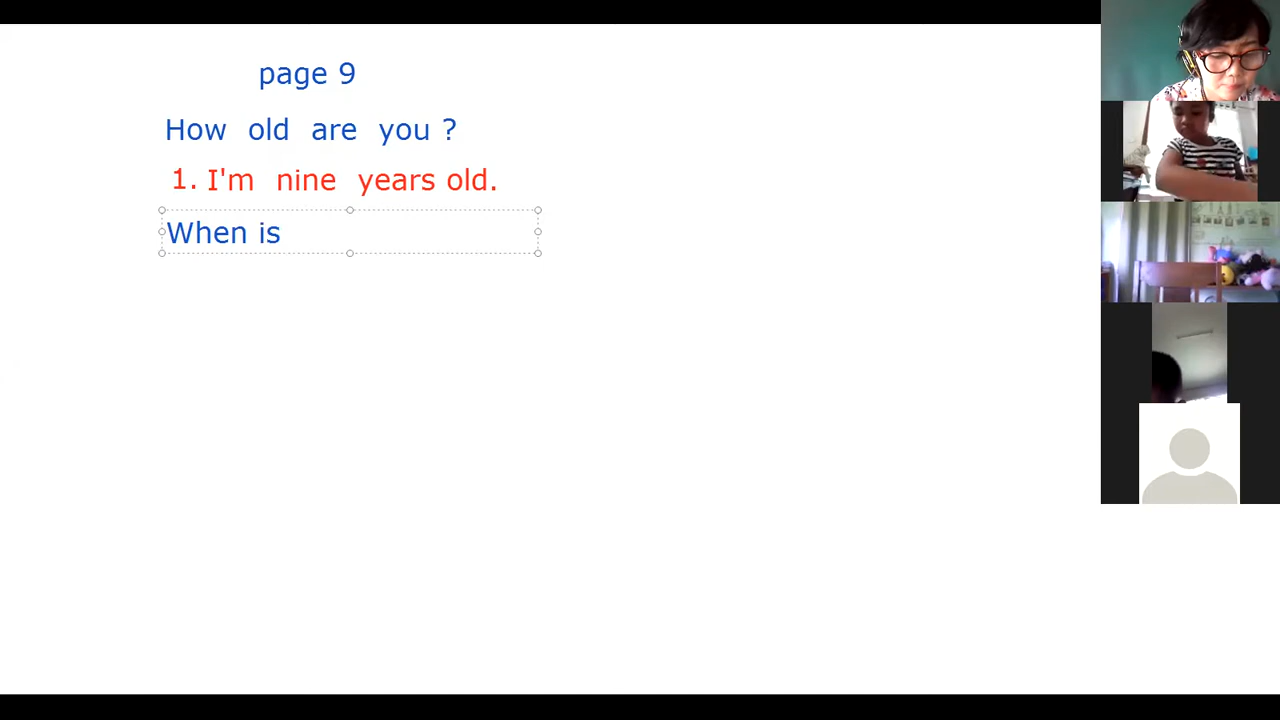 page 9
How old are you ?
1. I'm nine years old.
When is